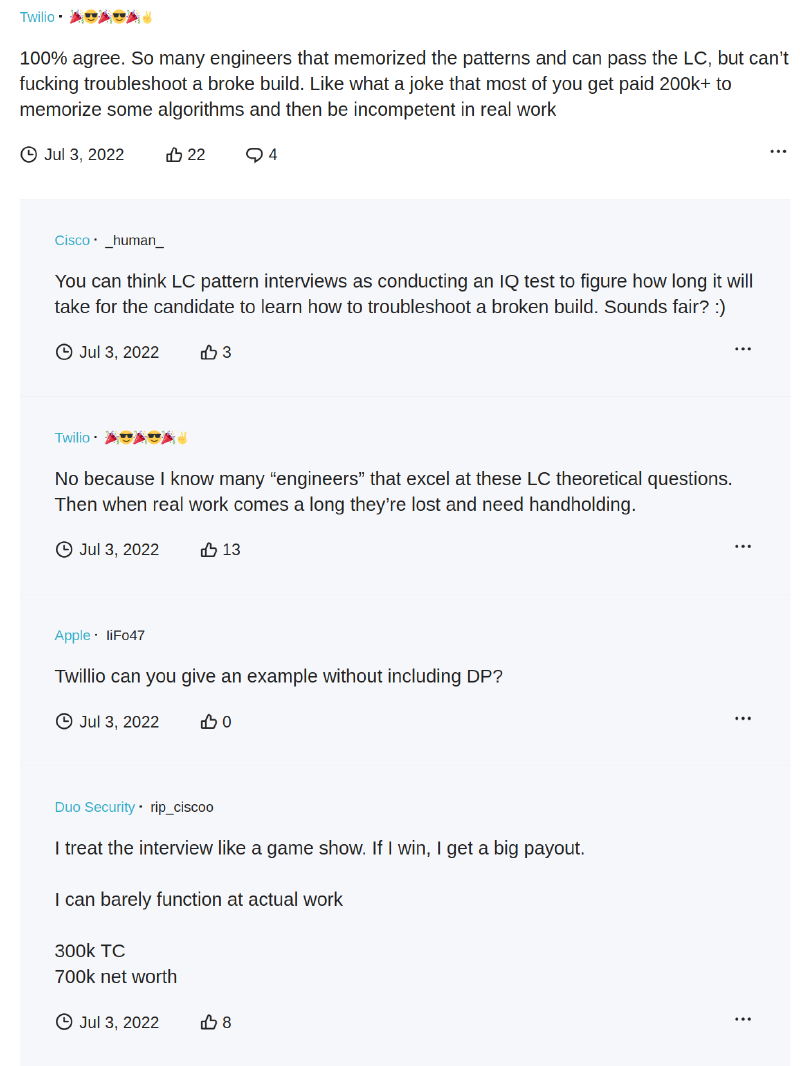 Twilio · 🎉😎🎉😎🎉✌
100% agree. So many engineers that memorized the patterns and can pass the LC, but can’t
fucking troubleshoot a broke build. Like what a joke that most of you get paid 200k+ to
memorize some algorithms and then be incompetent in real work
Jul 3, 2022 22 4
Cisco · _human_
You can think LC pattern interviews as conducting an IQ test to figure how long it will
take for the candidate to learn how to troubleshoot a broken build. Sounds fair? :)
Jul 3, 2022 3
Twilio · 🎉😎🎉😎🎉✌
No because I know many “engineers” that excel at these LC theoretical questions.
Then when real work comes a long they’re lost and need handholding.
Jul 3, 2022 13
Apple · IiFo47
Twillio can you give an example without including DP?
Jul 3, 2022 0
Duo Security · rip_ciscoo
I treat the interview like a game show. If I win, I get a big payout.
I can barely function at actual work
300k TC
700k net worth
Jul 3, 2022 8